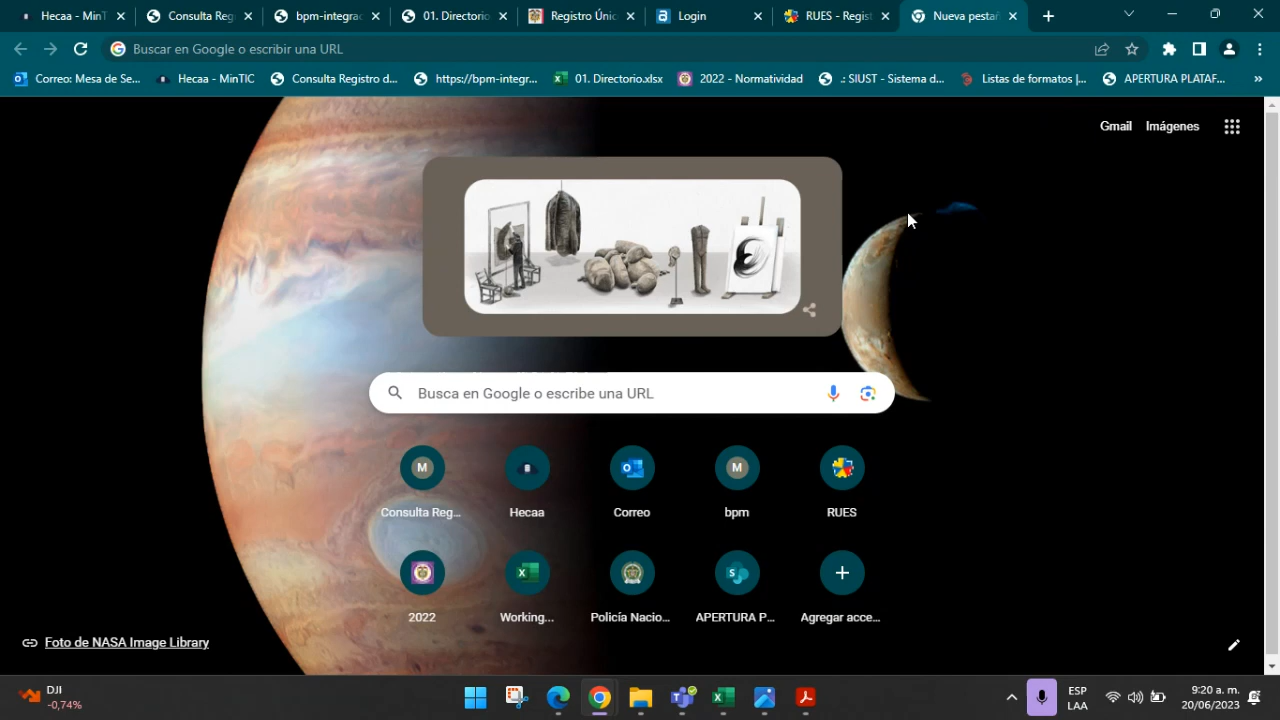 Hecaa - MinT
Consulta Reg
bpm-integrac
01. Directorio
Registro Únic
Login
RUES - Regist
Nueva pestañ
Buscar en Google o escribir una URL
Correo: Mesa de Se...
Hecaa - MinTIC
Consulta Registro d...
https://bpm-integr...
01. Directorio.xlsx
2022 - Normatividad
.: SIUST - Sistema d...
Listas de formatos |...
APERTURA PLATAF...
»
Gmail
Imágenes
Busca en Google o escribe una URL
M
M
Consulta Reg...
Hecaa
Correo
bpm
RUES
2022
Working...
Policía Nacio...
APERTURA P...
Agregar acce...
Foto de NASA Image Library
DJI
-0,74%
ESP
LAA
9:20 a. m.
20/06/2023